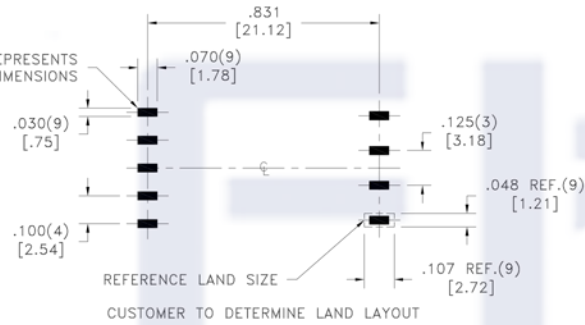 .831
[21.12]
EPRESENTS
IMENSIONS
.070(9)
[1.78]
.030(9)
[.75]
.125(3)
[3.18]
℄
.048 REF.(9)
[1.21]
.100(4)
[2.54]
REFERENCE LAND SIZE
.107 REF.(9)
[2.72]
CUSTOMER TO DETERMINE LAND LAYOUT